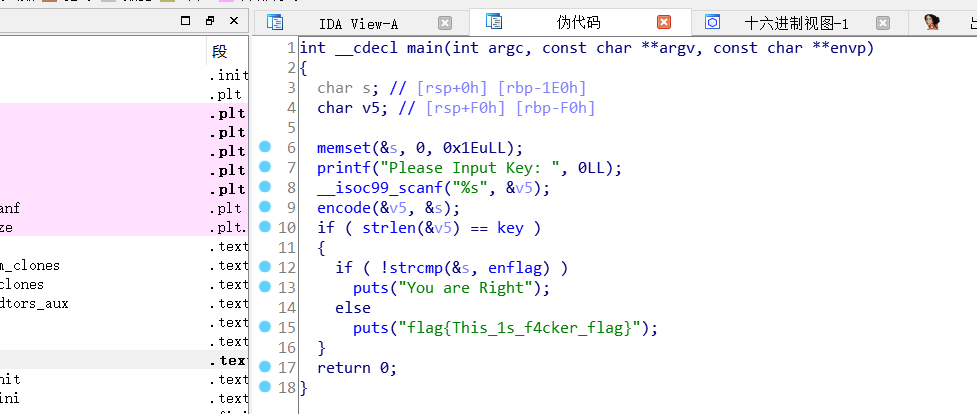 IDA View-A
伪代码
十六进制视图-1
段
.init
.plt
.plt
.plt
.plt
.plt
.plt
anf .plt
ze .plt.
.text
m_clones .text
clones .text
dtors_aux .text
.text
.text
.text
nit .text
ini .text
1 int __cdecl main(int argc, const char **argv, const char **envp)
2 {
3 char s; // [rsp+0h] [rbp-1E0h]
4 char v5; // [rsp+F0h] [rbp-F0h]
5
6 memset(&s, 0, 0x1EuLL);
7 printf("Please Input Key: ", 0LL);
8 __isoc99_scanf("%s", &v5);
9 encode(&v5, &s);
10 if ( strlen(&v5) == key )
11 {
12 if ( !strcmp(&s, enflag) )
13 puts("You are Right");
14 else
15 puts("flag{This_1s_f4cker_flag}");
16 }
17 return 0;
18 }